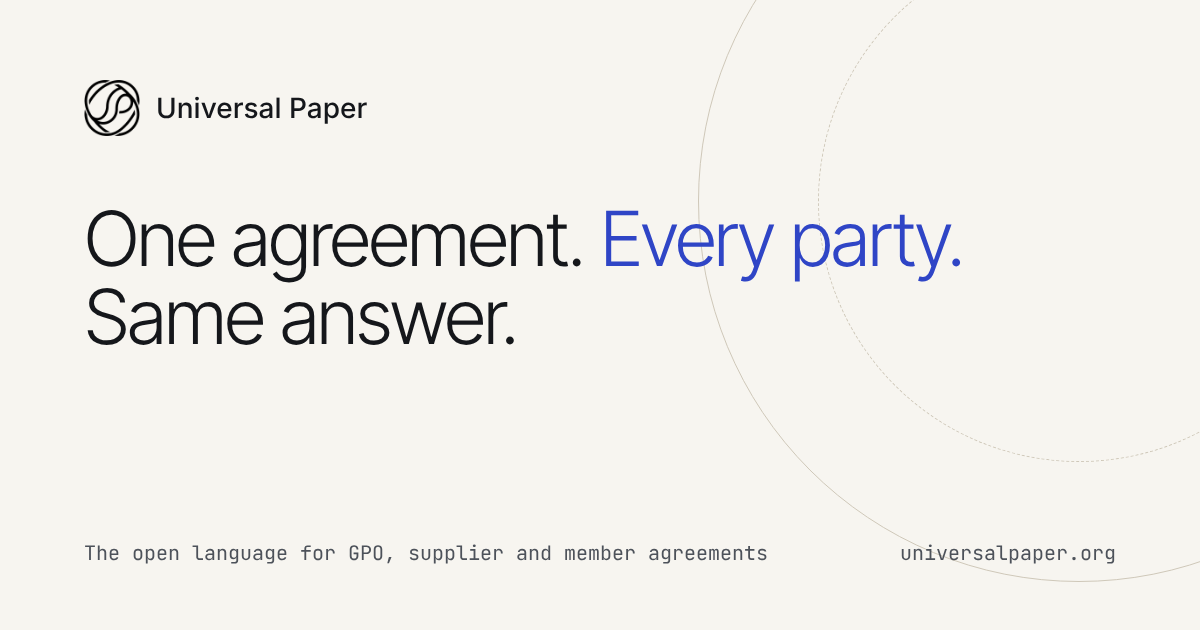 Universal Paper
One agreement. Every party.
Same answer.
The open language for GPO, supplier and member agreements
universalpaper.org